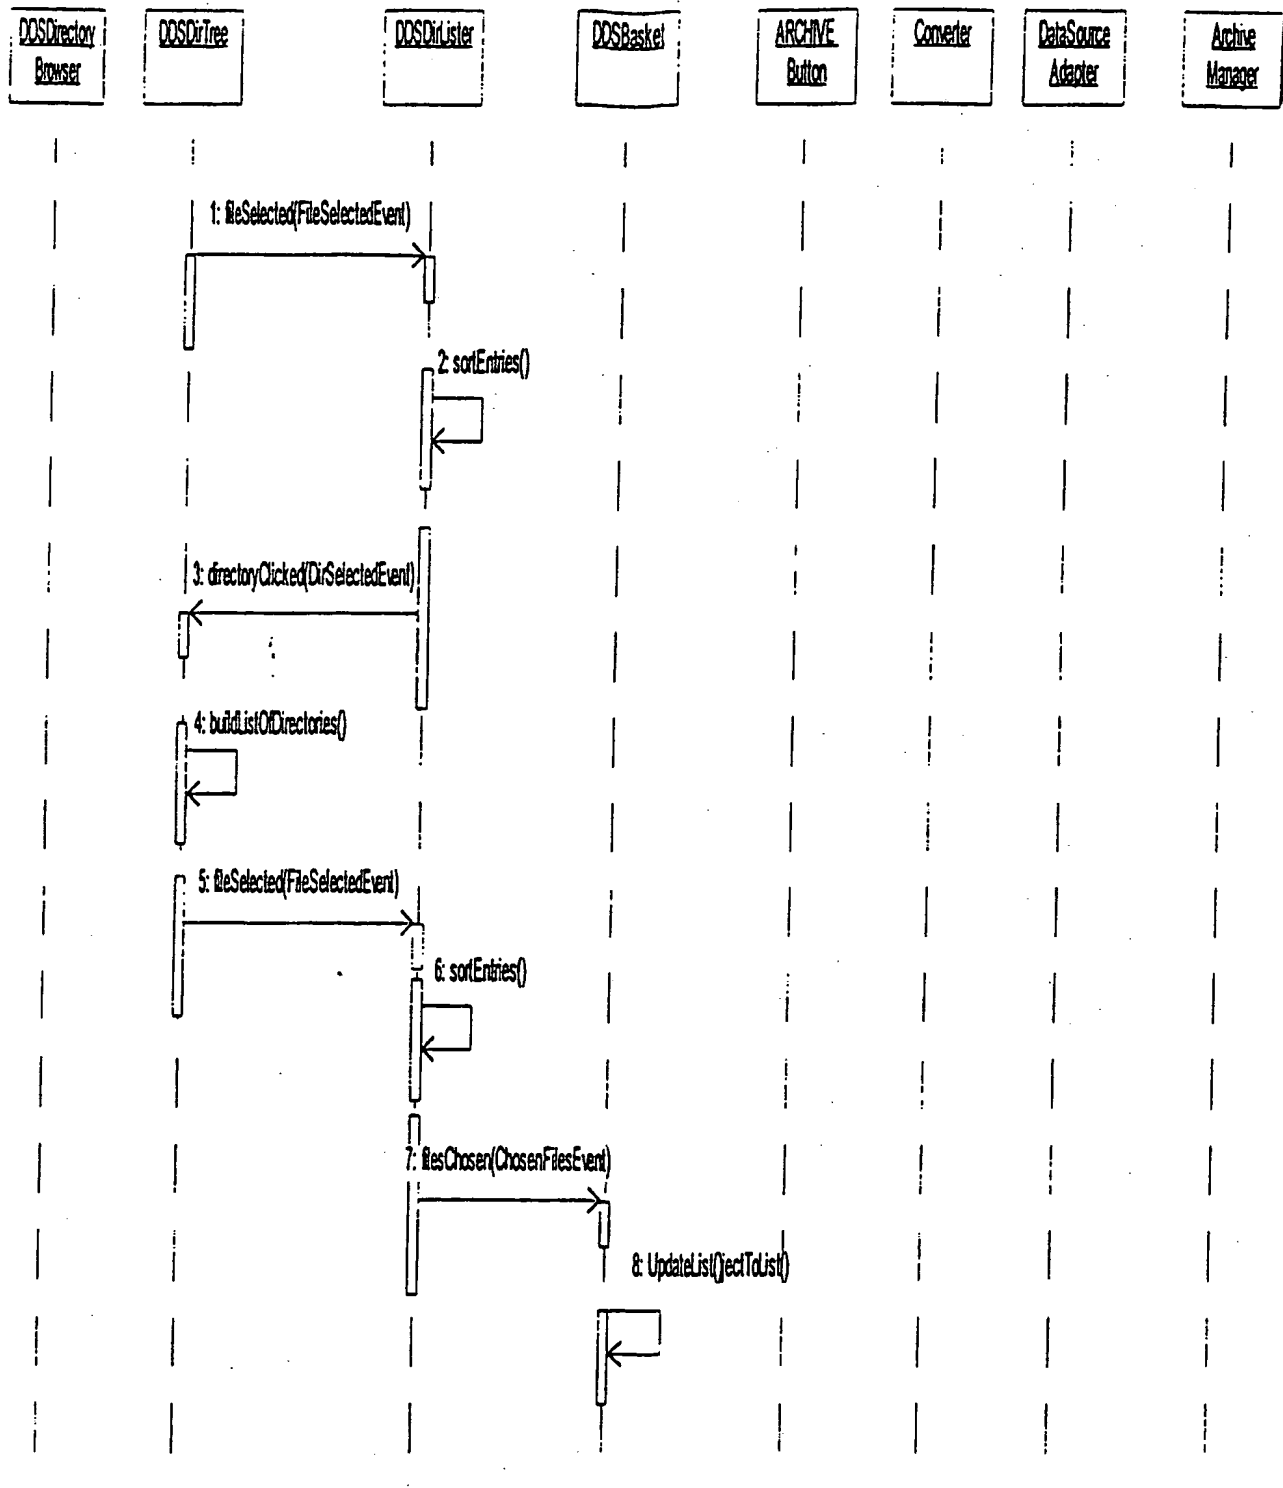 DDSDirectory
Browser
DDSDirTree
DDSDirLister
DDSBasket
ARCHIVE
Button
Converter
DataSource
Adapter
Archive
Manager
1: fileSelected(FileSelectedEvent)
2: sortEntries()
3: directoryClicked(DirSelectedEvent)
4: buildListOfDirectories()
5: fileSelected(FileSelectedEvent)
6: sortEntries()
7: filesChosen(ChosenFilesEvent)
8: UpdateList()jectToList()